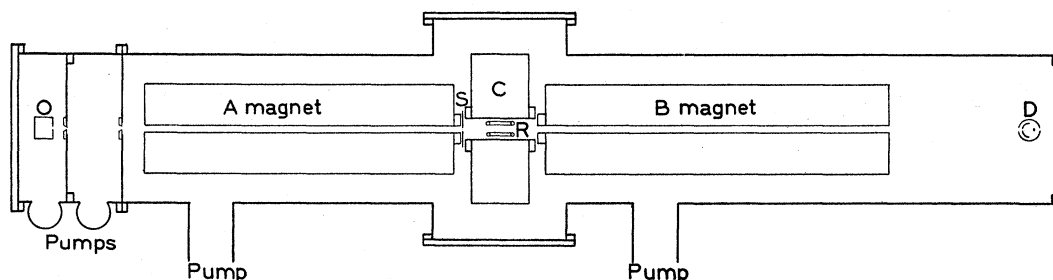 O
A magnet
S
C
R
B magnet
D
Pumps
Pump
Pump